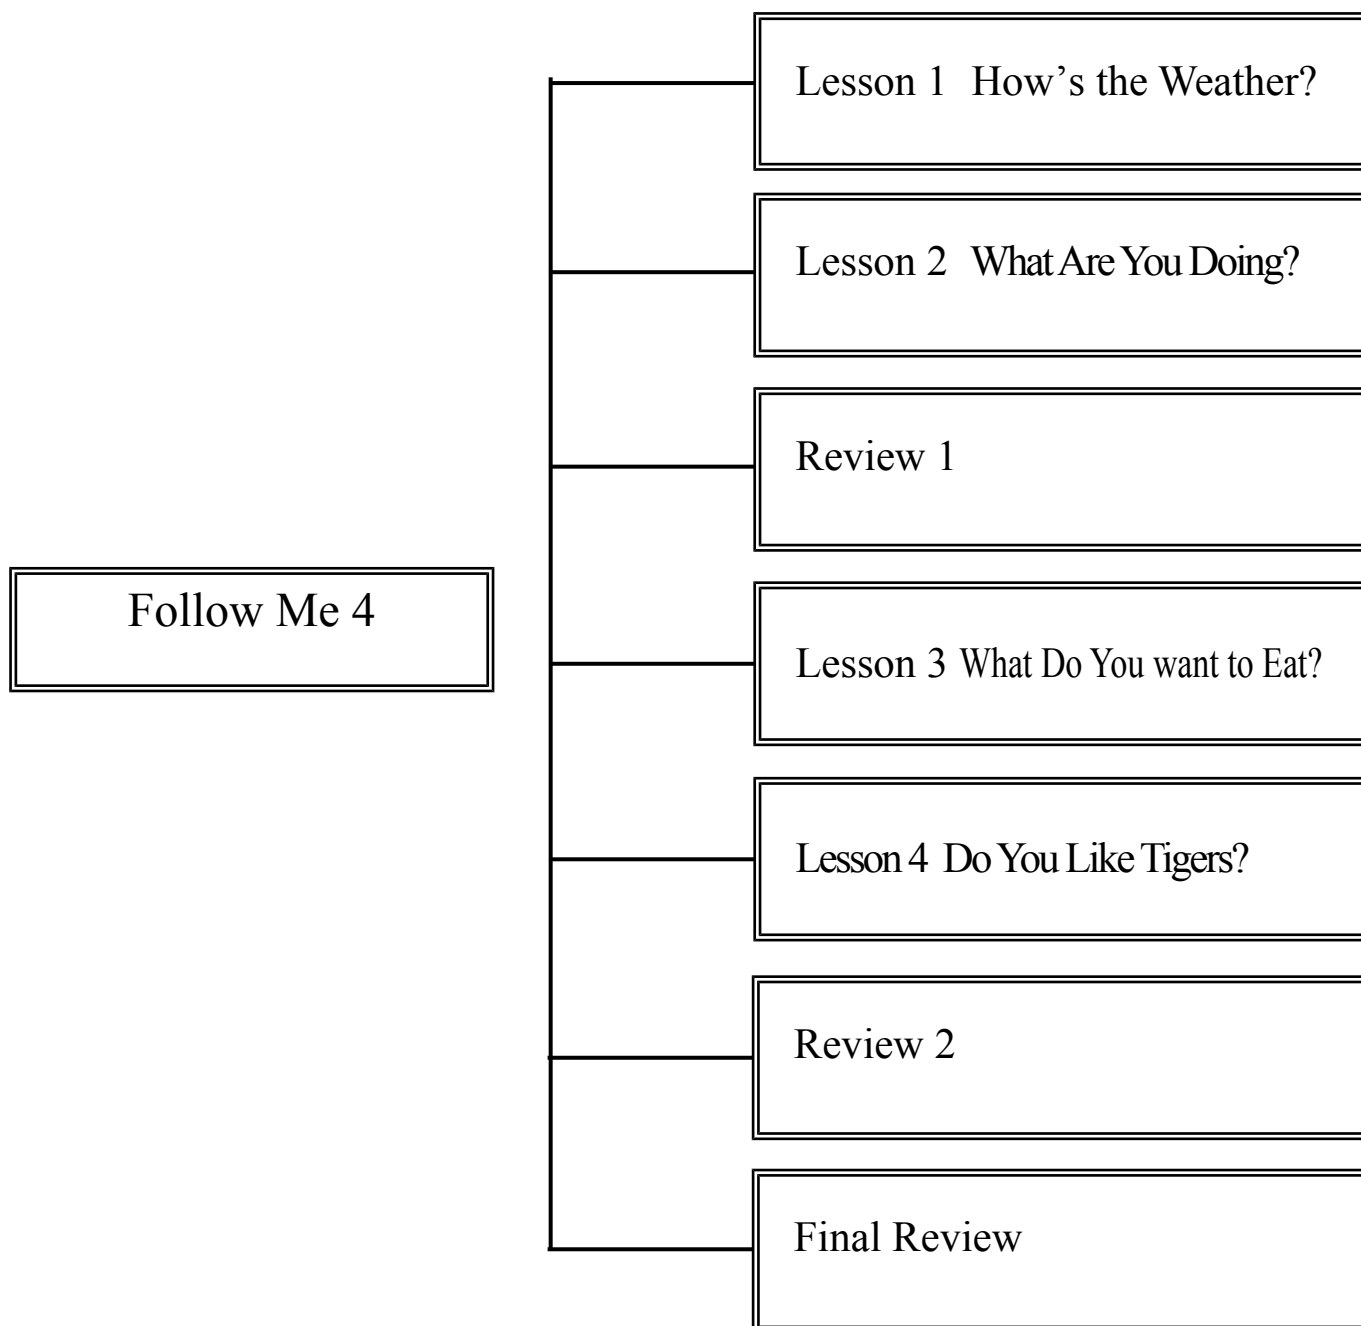 Lesson 1 How’s the Weather?
Lesson 2 What Are You Doing?
Review 1
Follow Me 4
Lesson 3 What Do You want to Eat?
Lesson 4 Do You Like Tigers?
Review 2
Final Review